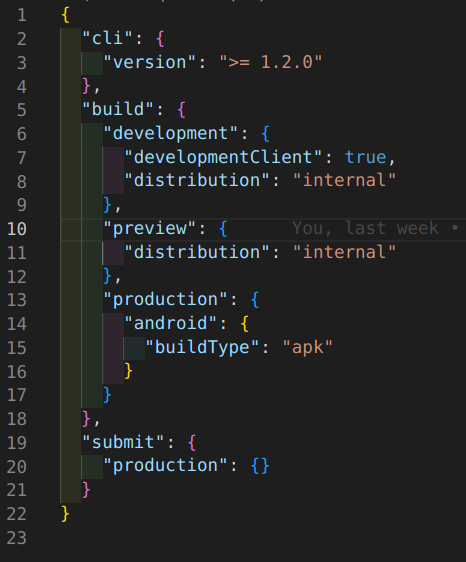 1 {
2   "cli": {
3     "version": ">= 1.2.0"
4   },
5   "build": {
6     "development": {
7       "developmentClient": true,
8       "distribution": "internal"
9     },
10     "preview": {      You, last week •
11       "distribution": "internal"
12     },
13     "production": {
14       "android": {
15         "buildType": "apk"
16       }
17     }
18   },
19   "submit": {
20     "production": {}
21   }
22 }
23